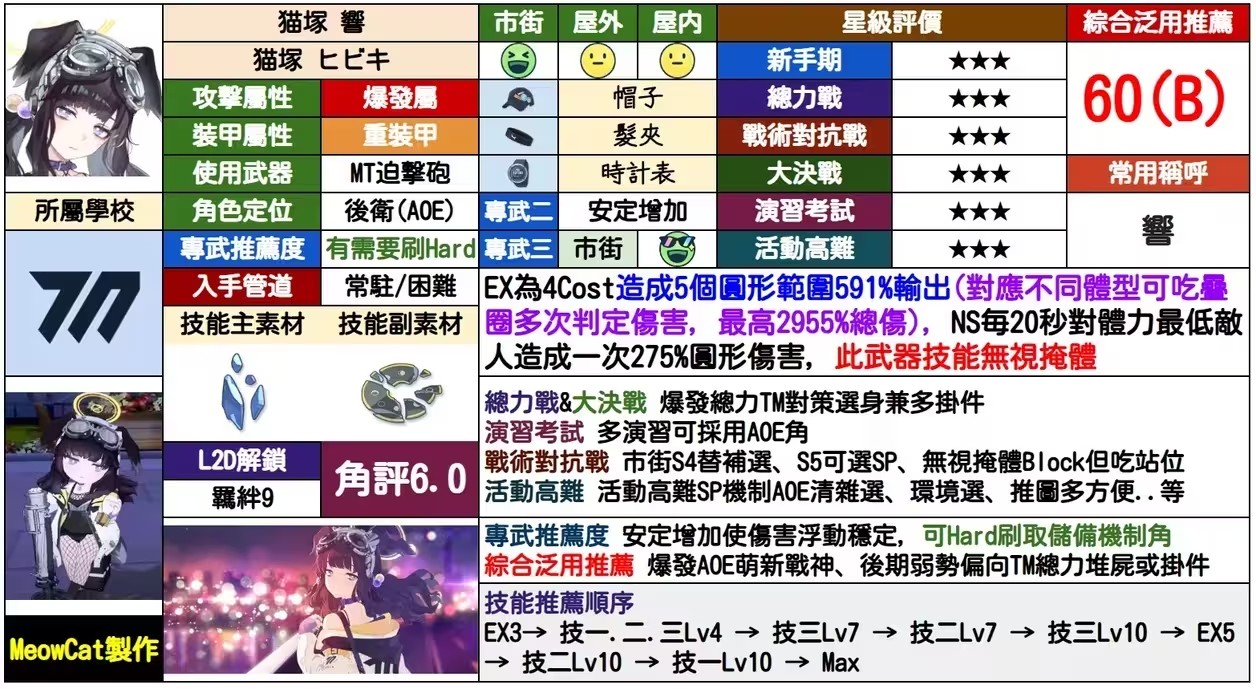 猫塚 響
猫塚 ヒビキ
攻擊屬性 爆發屬
裝甲屬性 重裝甲
使用武器 MT迫擊砲
角色定位 後衛(AOE)
專武推薦度 有需要刷Hard
入手管道 常駐/困難
技能主素材 技能副素材
L2D解鎖
羈絆9
角評6.0
所屬學校
MeowCat製作
市街 屋外 屋内
帽子
髮夾
時計表
專武二 安定增加
專武三 市街
星級評價
新手期 ★★★
總力戰 ★★★
戰術對抗戰 ★★★
大決戰 ★★★
演習考試 ★★★
活動高難 ★★★
綜合泛用推薦
60(B)
常用稱呼
響
EX為4Cost造成5個圓形範圍591%輸出(對應不同體型可吃疊
圈多次判定傷害, 最高2955%總傷), NS每20秒對體力最低敵
人造成一次275%圓形傷害, 此武器技能無視掩體
總力戰&大決戰 爆發總力TM對策選身兼多掛件
演習考試 多演習可採用AOE角
戰術對抗戰 市街S4替補選、S5可選SP、無視掩體Block但吃站位
活動高難 活動高難SP機制AOE清雜選、環境選、推圖多方便..等
專武推薦度 安定增加使傷害浮動穩定, 可Hard刷取儲備機制角
綜合泛用推薦 爆發AOE萌新戰神、後期弱勢偏向TM總力堆屍或掛件
技能推薦順序
EX3→ 技一.二.三Lv4 → 技三Lv7 → 技二Lv7 → 技三Lv10 → EX5
→ 技二Lv10 → 技一Lv10 → Max